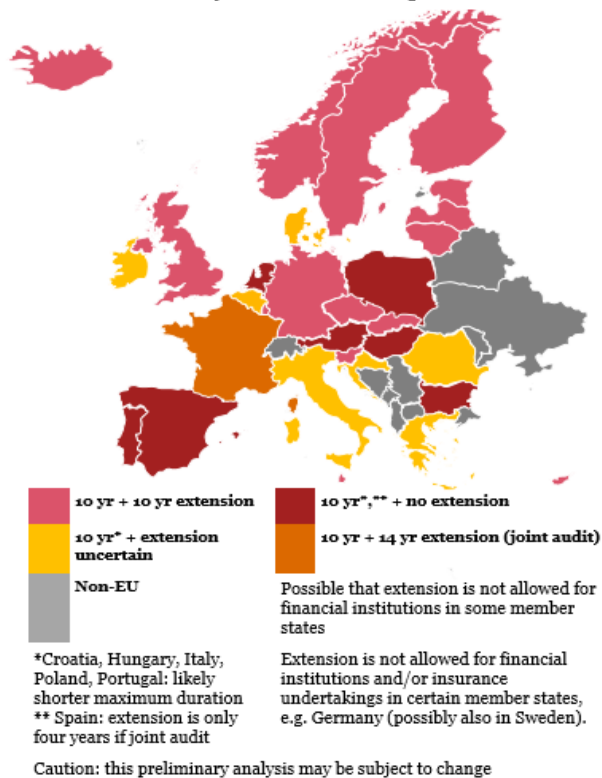 10 yr + 10 yr extension
10 yr*,** + no extension
10 yr* + extension
uncertain
10 yr + 14 yr extension (joint audit)
Non-EU
Possible that extension is not allowed for
financial institutions in some member
states
*Croatia, Hungary, Italy,
Poland, Portugal: likely
shorter maximum duration
** Spain: extension is only
four years if joint audit
Extension is not allowed for financial
institutions and/or insurance
undertakings in certain member states,
e.g. Germany (possibly also in Sweden).
Caution: this preliminary analysis may be subject to change